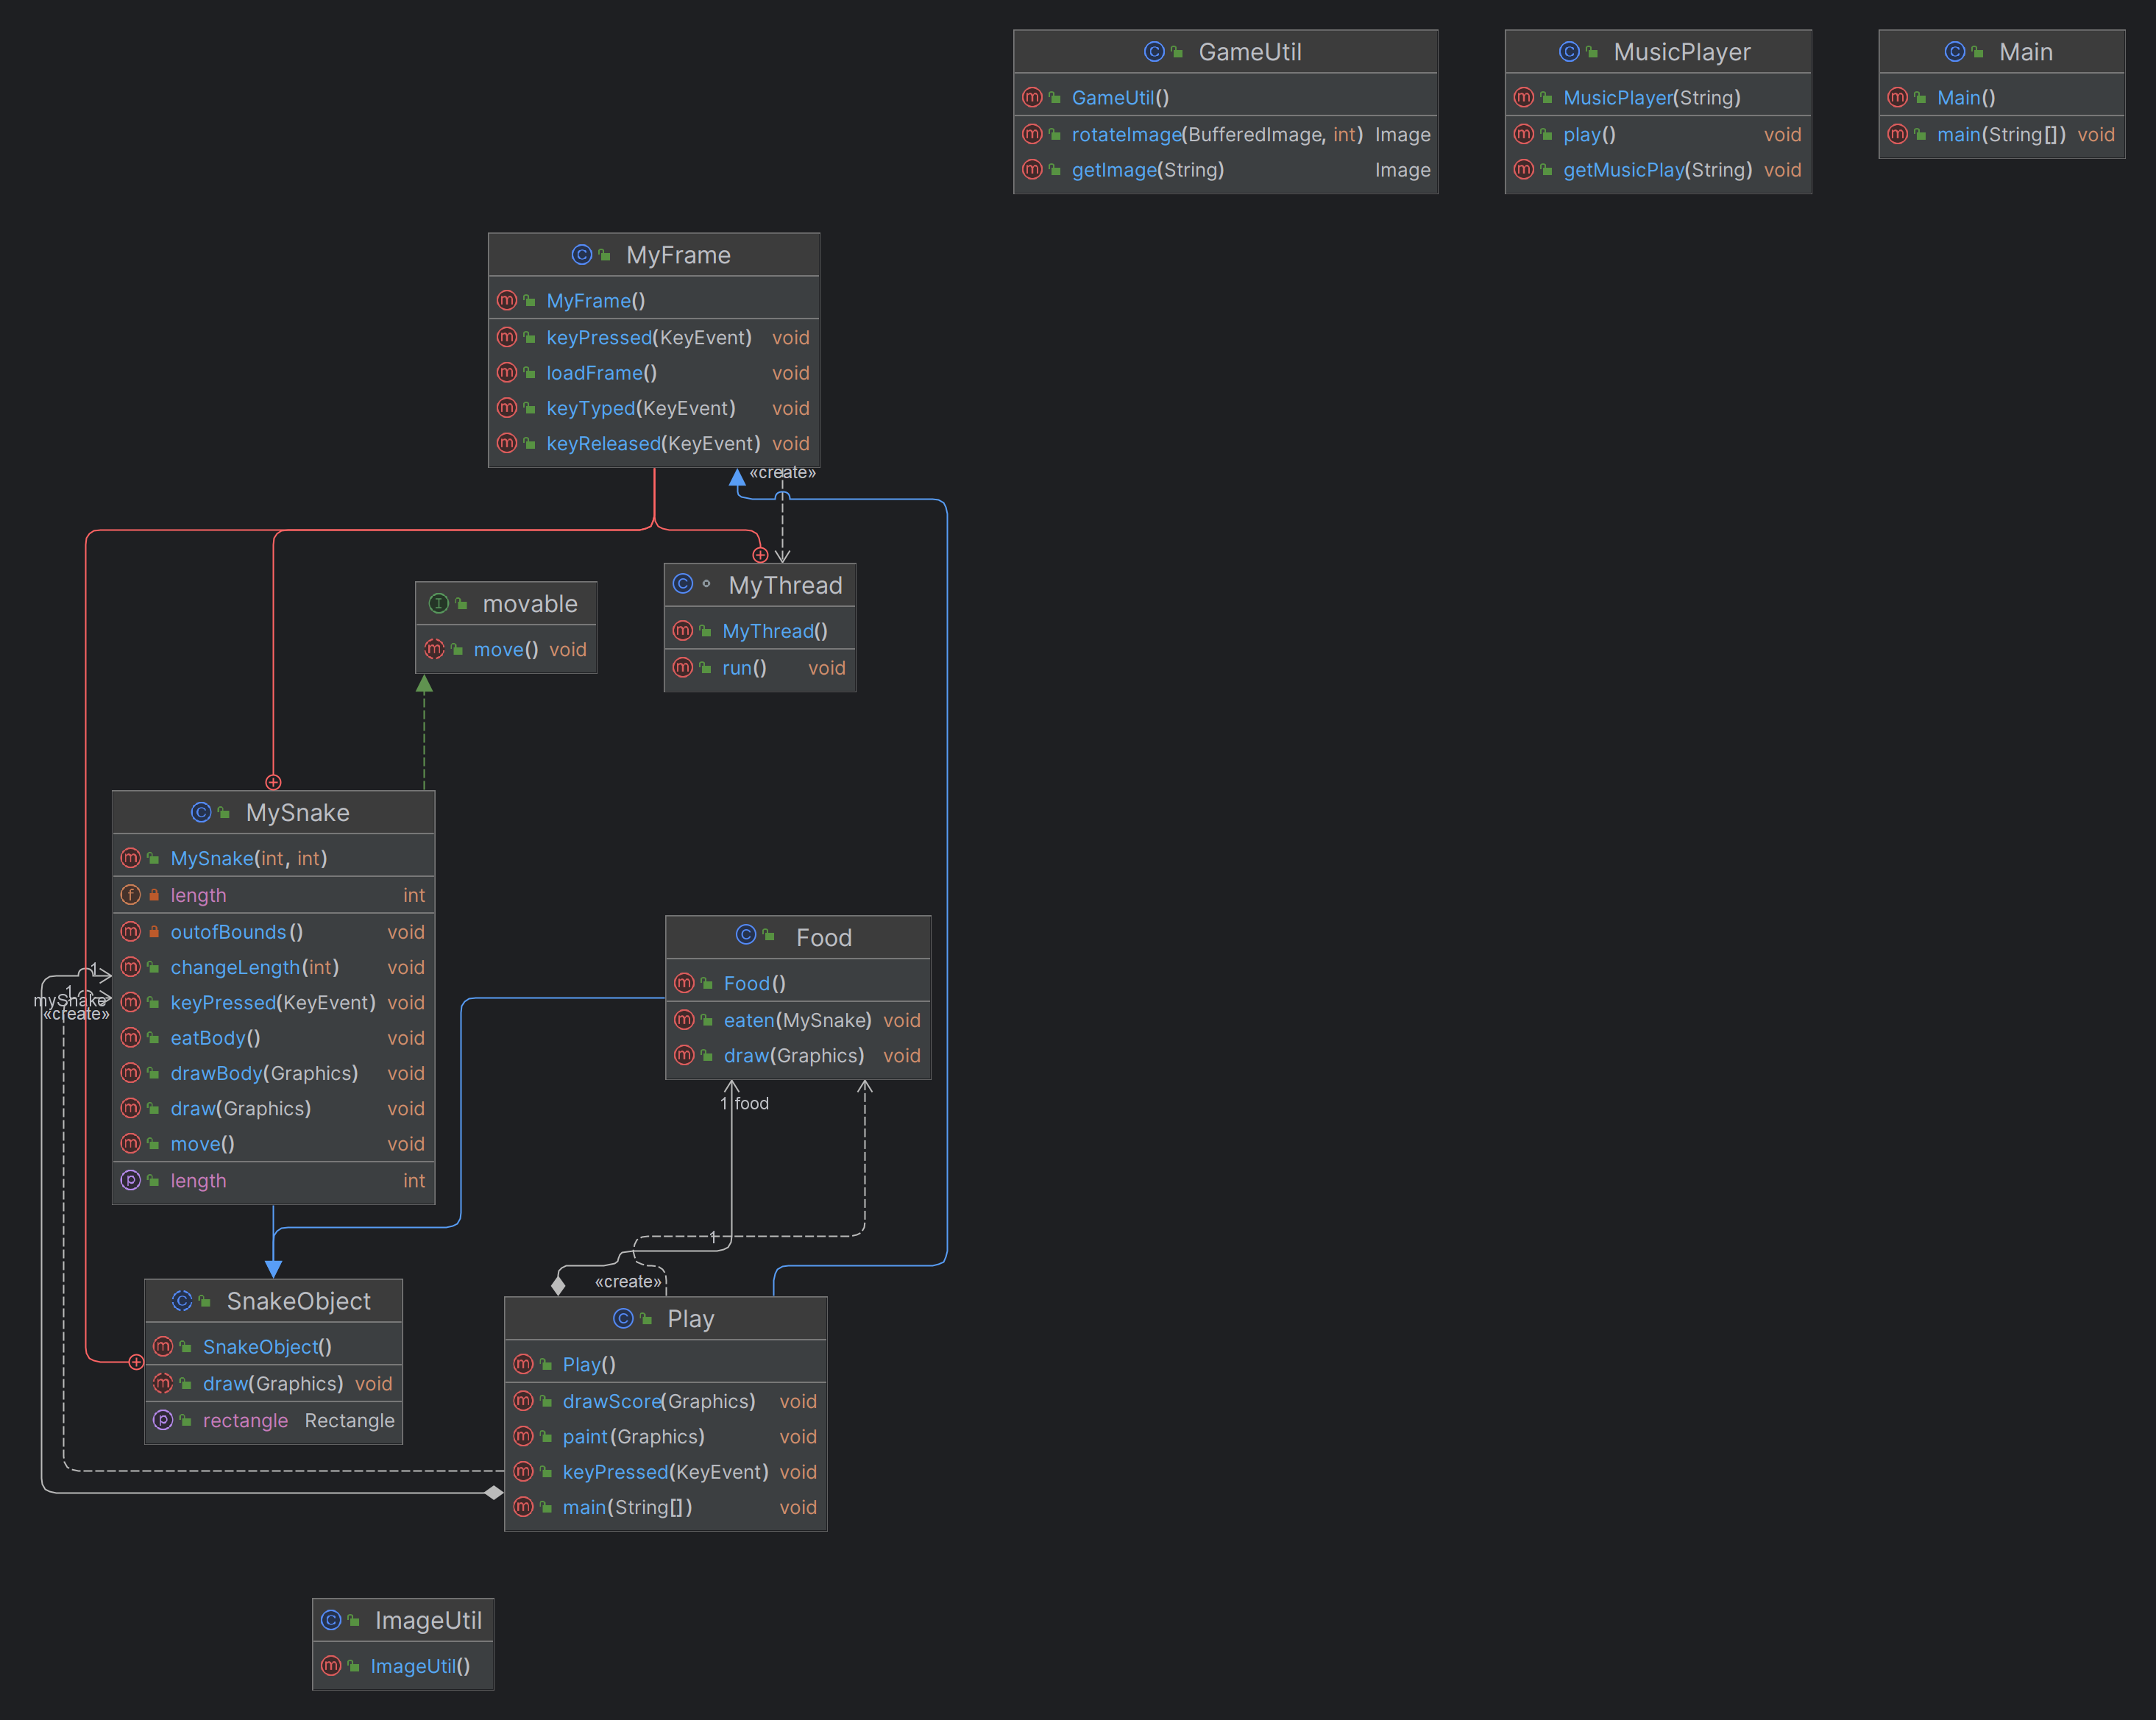 GameUtil
GameUtil()
rotateImage(BufferedImage, int) Image
getImage(String) Image
MusicPlayer
MusicPlayer(String)
play() void
getMusicPlay(String) void
Main
Main()
main(String[]) void
MyFrame
MyFrame()
keyPressed(KeyEvent) void
loadFrame() void
keyTyped(KeyEvent) void
keyReleased(KeyEvent) void
«create»
movable
move() void
MyThread
MyThread()
run() void
MySnake
MySnake(int, int)
length int
outofBounds() void
changeLength(int) void
keyPressed(KeyEvent) void
eatBody() void
drawBody(Graphics) void
draw(Graphics) void
move() void
length int
1
1
mySnake
«create»
Food
Food()
eaten(MySnake) void
draw(Graphics) void
1 food
1
«create»
SnakeObject
SnakeObject()
draw(Graphics) void
rectangle Rectangle
Play
Play()
drawScore(Graphics) void
paint(Graphics) void
keyPressed(KeyEvent) void
main(String[]) void
ImageUtil
ImageUtil()